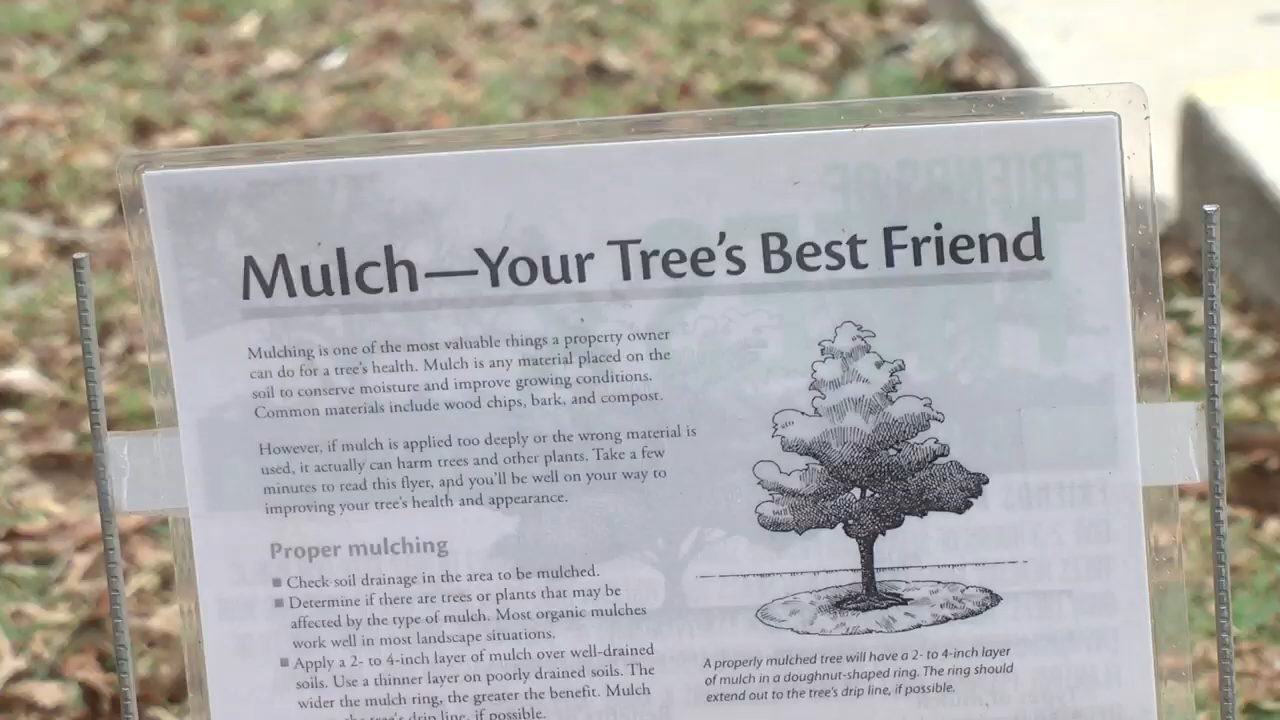 Mulch—Your Tree's Best Friend
Mulching is one of the most valuable things a property owner
can do for a tree's health. Mulch is any material placed on the
soil to conserve moisture and improve growing conditions.
Common materials include wood chips, bark, and compost.
However, if mulch is applied too deeply or the wrong material is
used, it actually can harm trees and other plants. Take a few
minutes to read this flyer, and you'll be well on your way to
improving your tree's health and appearance.
Proper mulching
■ Check soil drainage in the area to be mulched.
■ Determine if there are trees or plants that may be
affected by the type of mulch. Most organic mulches
work well in most landscape situations.
■ Apply a 2- to 4-inch layer of mulch over well-drained
soils. Use a thinner layer on poorly drained soils. The
wider the mulch ring, the greater the benefit. Mulch
the tree's drip line, if possible.
A properly mulched tree will have a 2- to 4-inch layer
of mulch in a doughnut-shaped ring. The ring should
extend out to the tree's drip line, if possible.